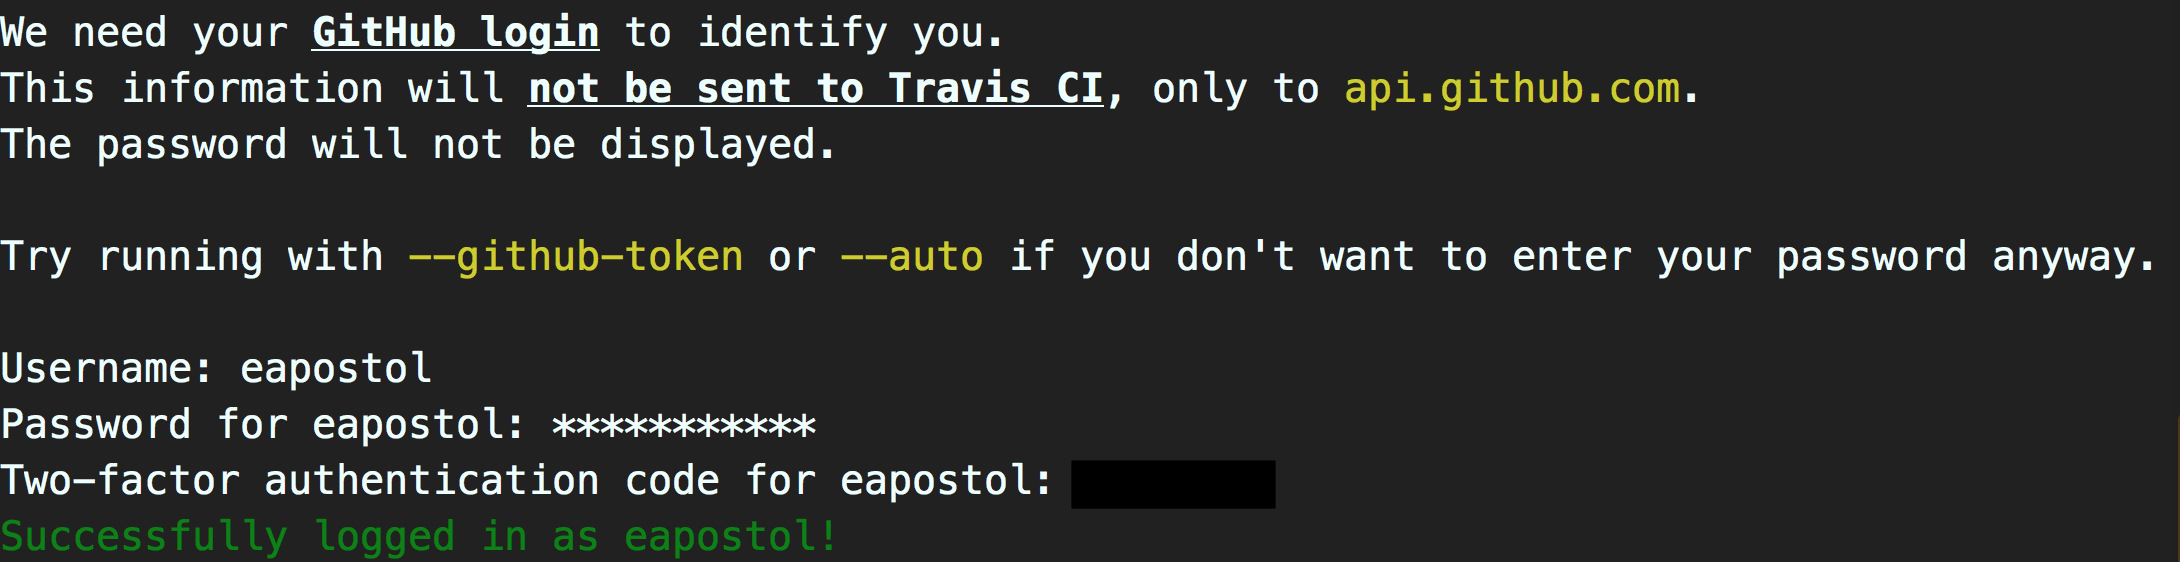 We need your GitHub login to identify you.
This information will not be sent to Travis CI, only to api.github.com.
The password will not be displayed.
Try running with --github-token or --auto if you don't want to enter your password anyway.
Username: eapostol
Password for eapostol: ***********
Two-factor authentication code for eapostol:
Successfully logged in as eapostol!